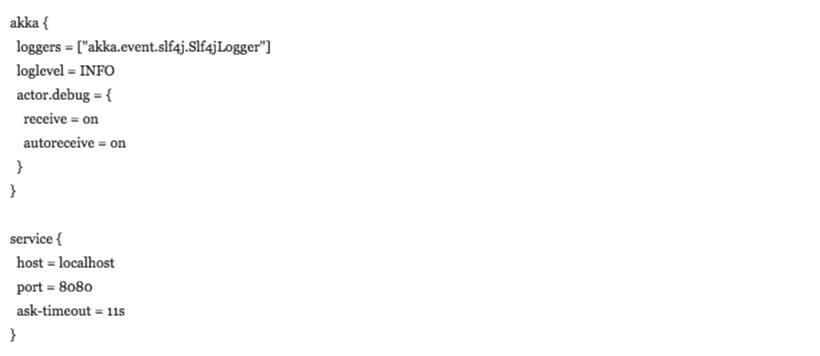 akka {
  loggers = ["akka.event.slf4j.Slf4jLogger"]
  loglevel = INFO
  actor.debug = {
    receive = on
    autoreceive = on
  }
}

service {
  host = localhost
  port = 8080
  ask-timeout = 11s
}